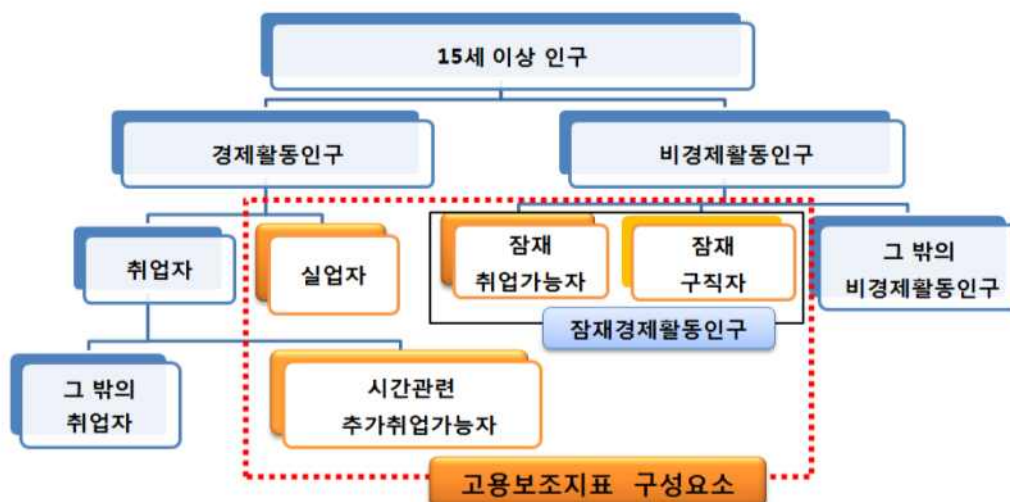 15세 이상 인구
경제활동인구
비경제활동인구
취업자
실업자
잠재
취업가능자
잠재
구직자
그 밖의
비경제활동인구
잠재경제활동인구
그 밖의
취업자
시간관련
추가취업가능자
고용보조지표 구성요소